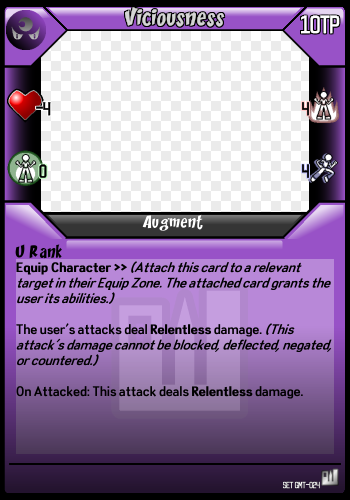 Viciousness
10TP
-4
4
0
4
Augment
U Rank
Equip Character >> (Attach this card to a relevant
target in their Equip Zone. The attached card grants the
user its abilities.)
The user's attacks deal Relentless damage. (This
attack's damage cannot be blocked, deflected, negated,
or countered.)
On Attacked: This attack deals Relentless damage.
SET GMT-024